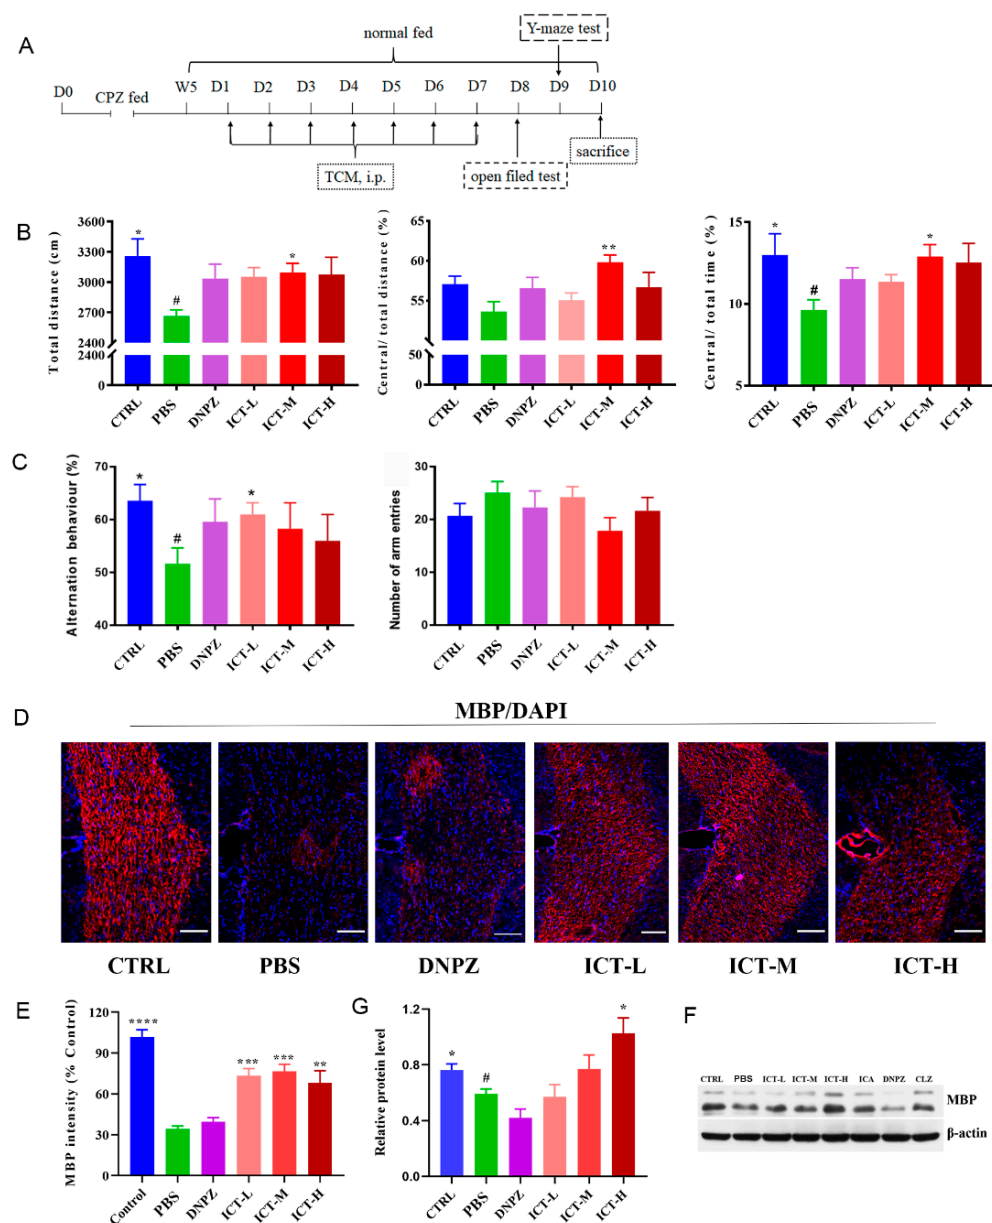 A
normal fed
Y-maze test
D0
CPZ fed
W5 D1 D2 D3 D4 D5 D6 D7 D8 D9 D10
TCM, i.p.
open filed test
sacrifice
B
Total distance (cm)
3600
3300
3000
2700
2400
2400
0
*
#
*
CTRL PBS DNPZ ICT-L ICT-M ICT-H
Central/ total distance (%)
65
60
55
50
0
**
CTRL PBS DNPZ ICT-L ICT-M ICT-H
Central/ total time (%)
15
10
5
*
#
*
CTRL PBS DNPZ ICT-L ICT-M ICT-H
C
Alternation behaviour (%)
70
60
50
40
*
#
*
CTRL PBS DNPZ ICT-L ICT-M ICT-H
Number of arm entries
30
20
10
0
CTRL PBS DNPZ ICT-L ICT-M ICT-H
D
MBP/DAPI
CTRL PBS DNPZ ICT-L ICT-M ICT-H
E
MBP intensity (% Control)
120
90
60
30
0
****
***
***
**
Control PBS DNPZ ICT-L ICT-M ICT-H
G
Relative protein level
1.2
0.8
0.4
0.0
*
#
*
CTRL PBS DNPZ ICT-L ICT-M ICT-H
F
CTRL PBS ICT-L ICT-M ICT-H ICA DNPZ CLZ
MBP
β-actin